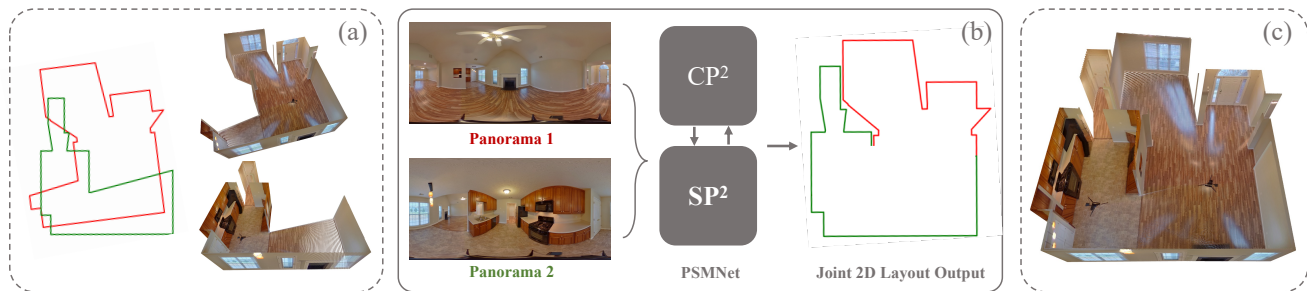 (a)
Panorama 1
Panorama 2
CP²
SP²
PSMNet
(b)
Joint 2D Layout Output
(c)